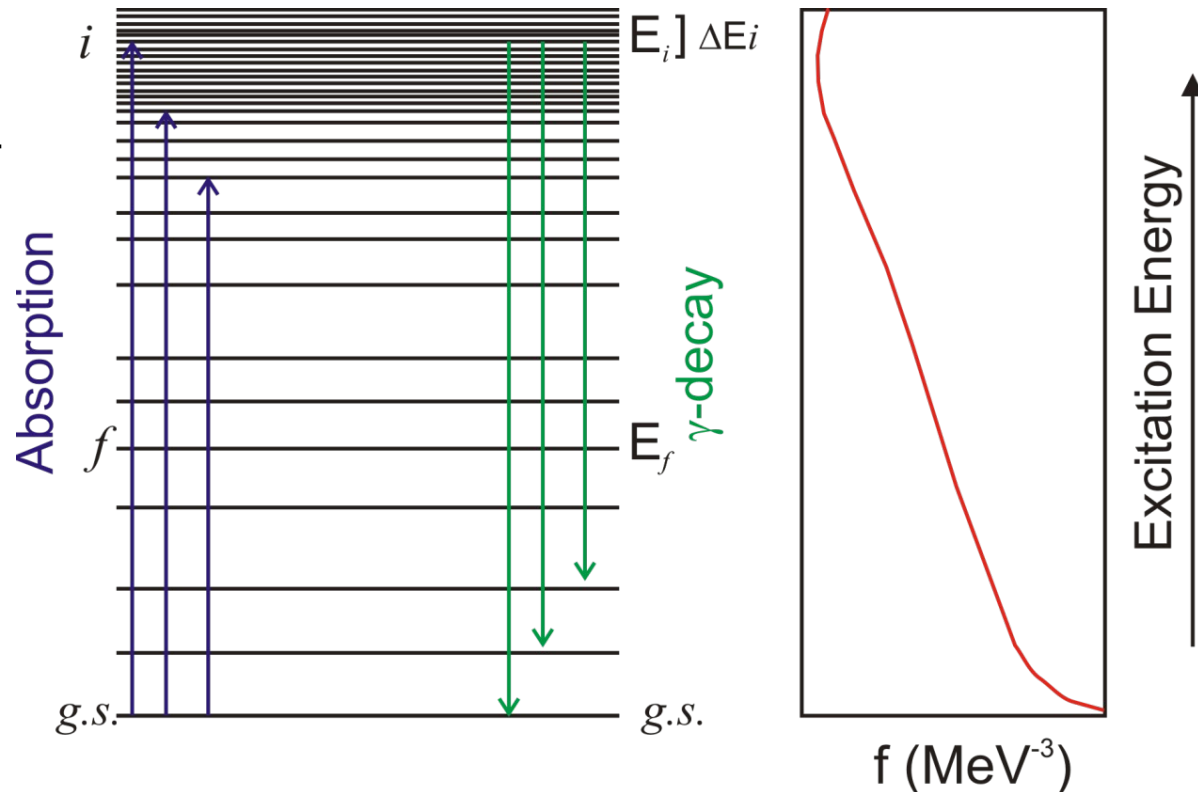 i
E_i ] ΔEi
Absorption
γ-decay
Excitation Energy
f
E_f
g.s.
g.s.
f (MeV^-3)